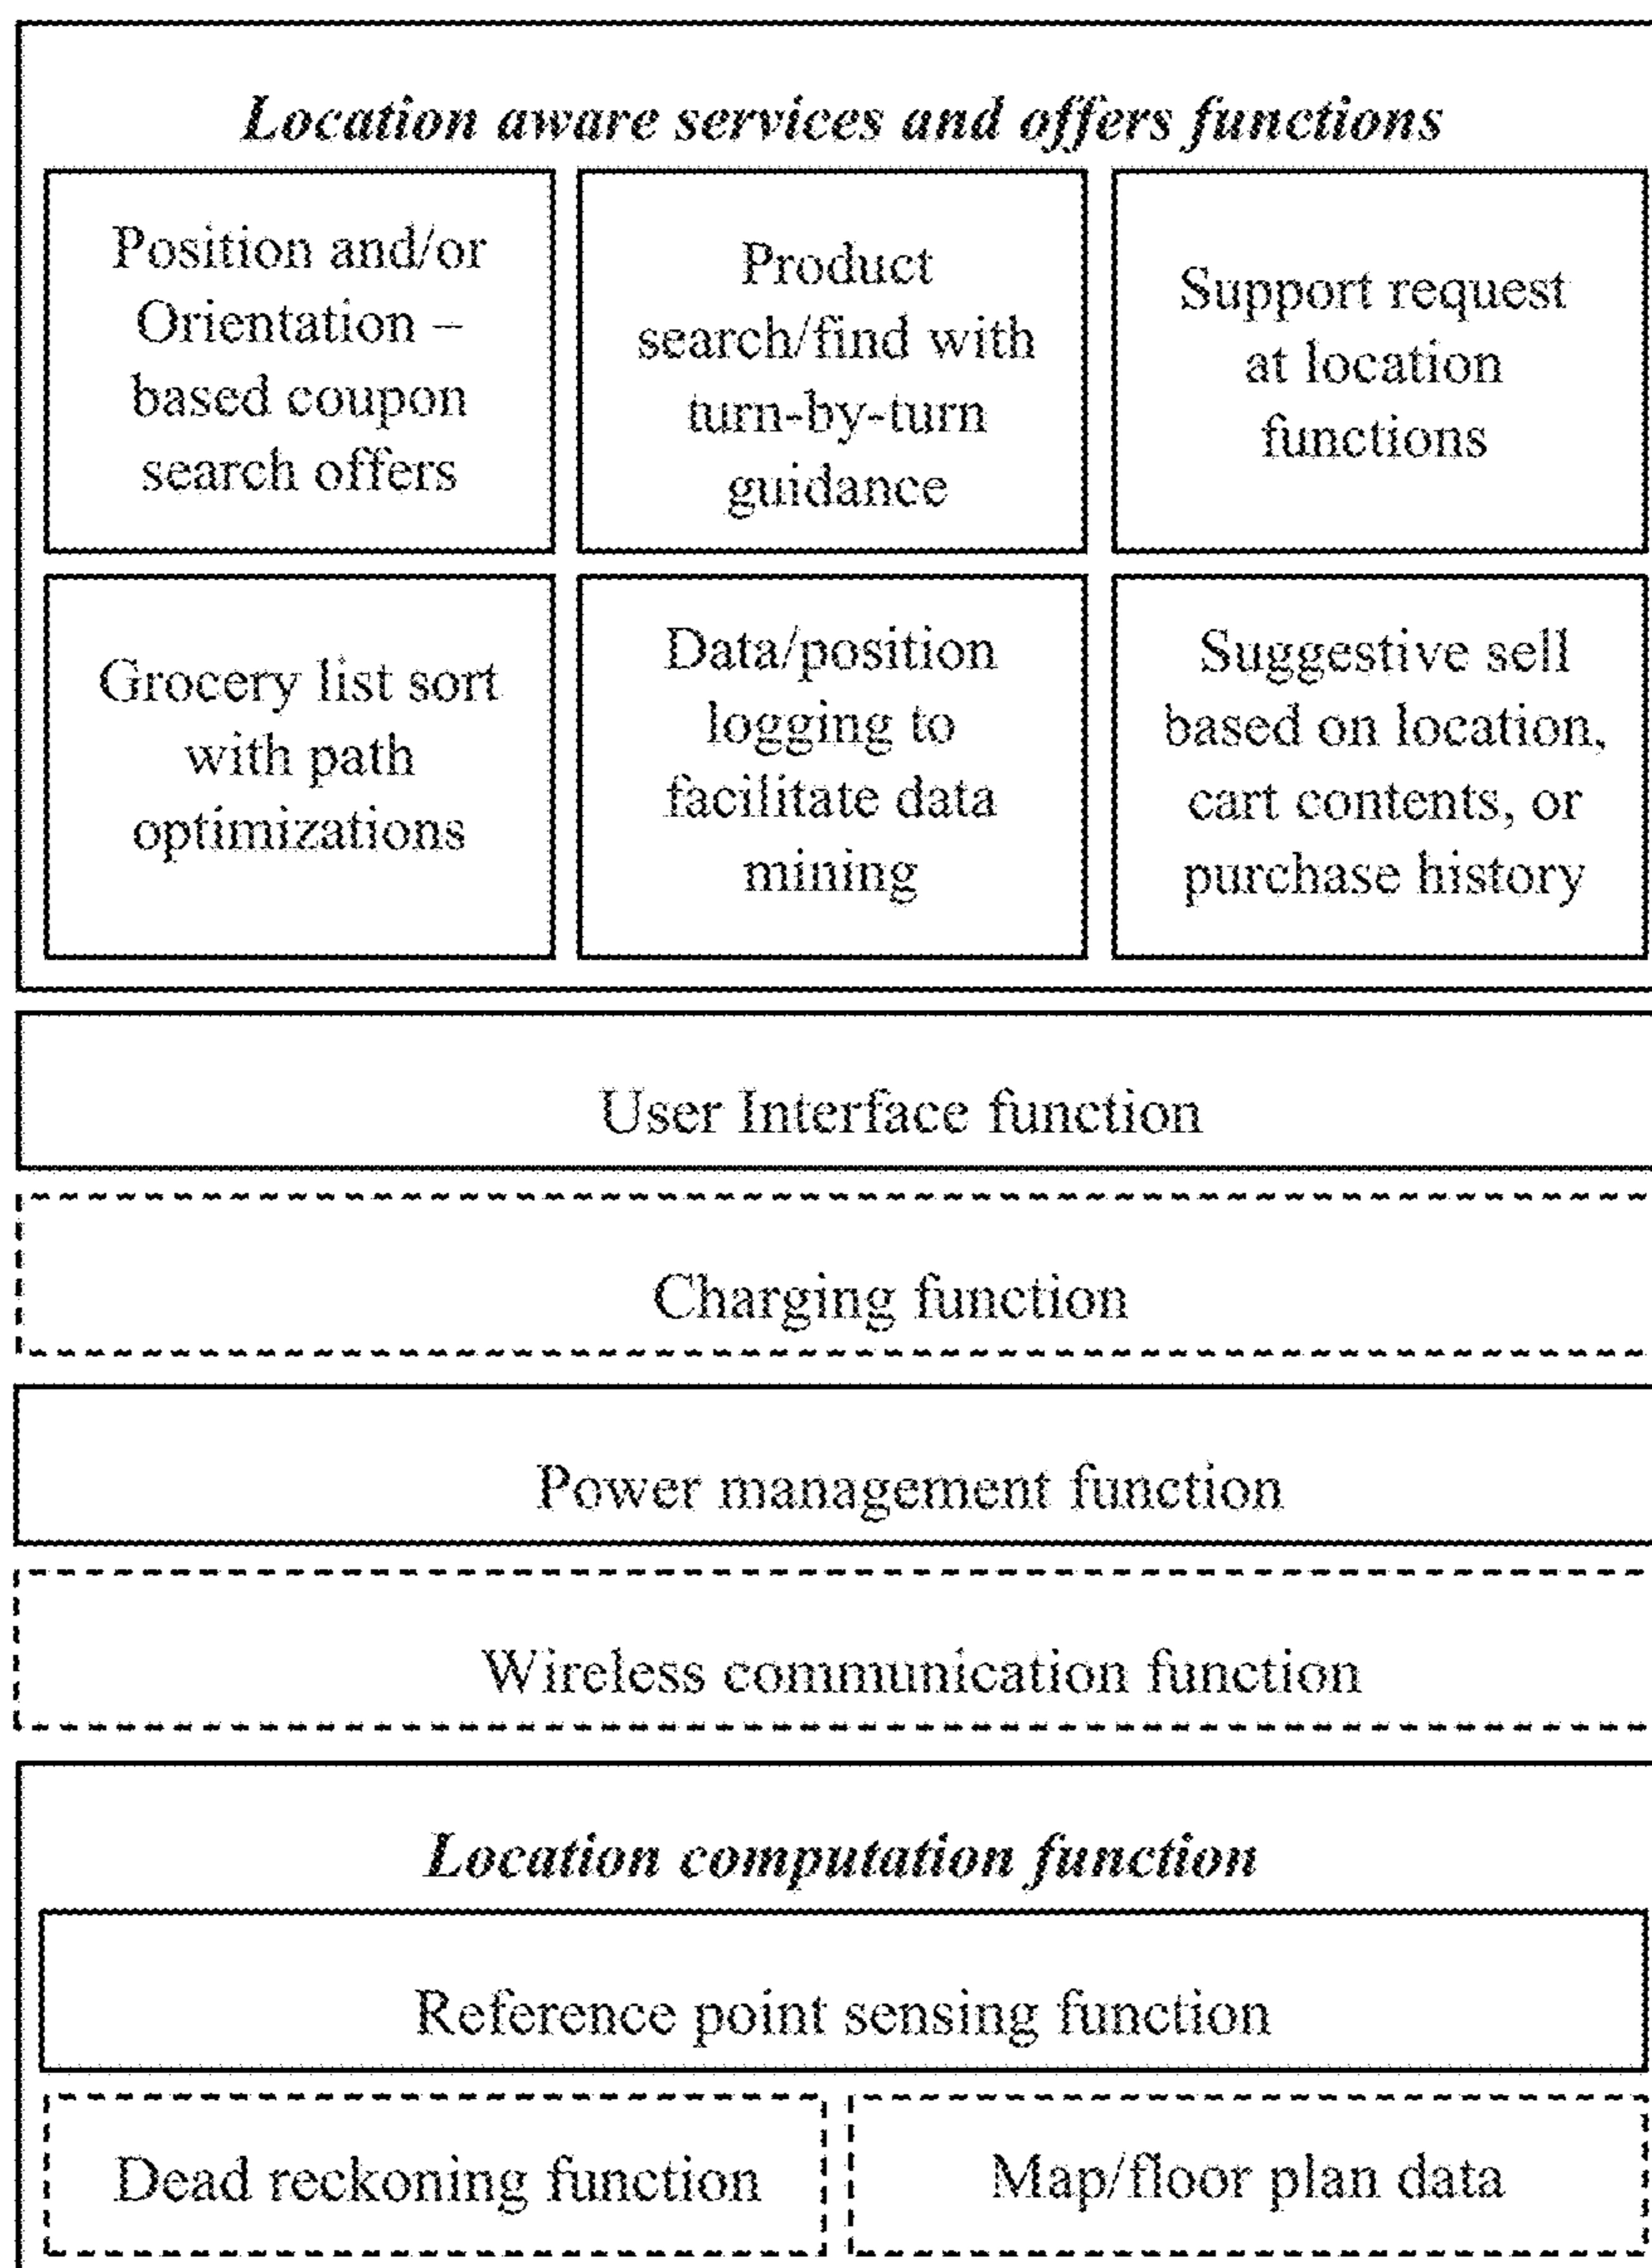 Location aware services and offers functions
Position and/or
Orientation –
based coupon
search offers
Product
search/find with
turn-by-turn
guidance
Support request
at location
functions
Grocery list sort
with path
optimizations
Data/position
logging to
facilitate data
mining
Suggestive sell
based on location,
cart contents, or
purchase history
User Interface function
Charging function
Power management function
Wireless communication function
Location computation function
Reference point sensing function
Dead reckoning function
Map/floor plan data